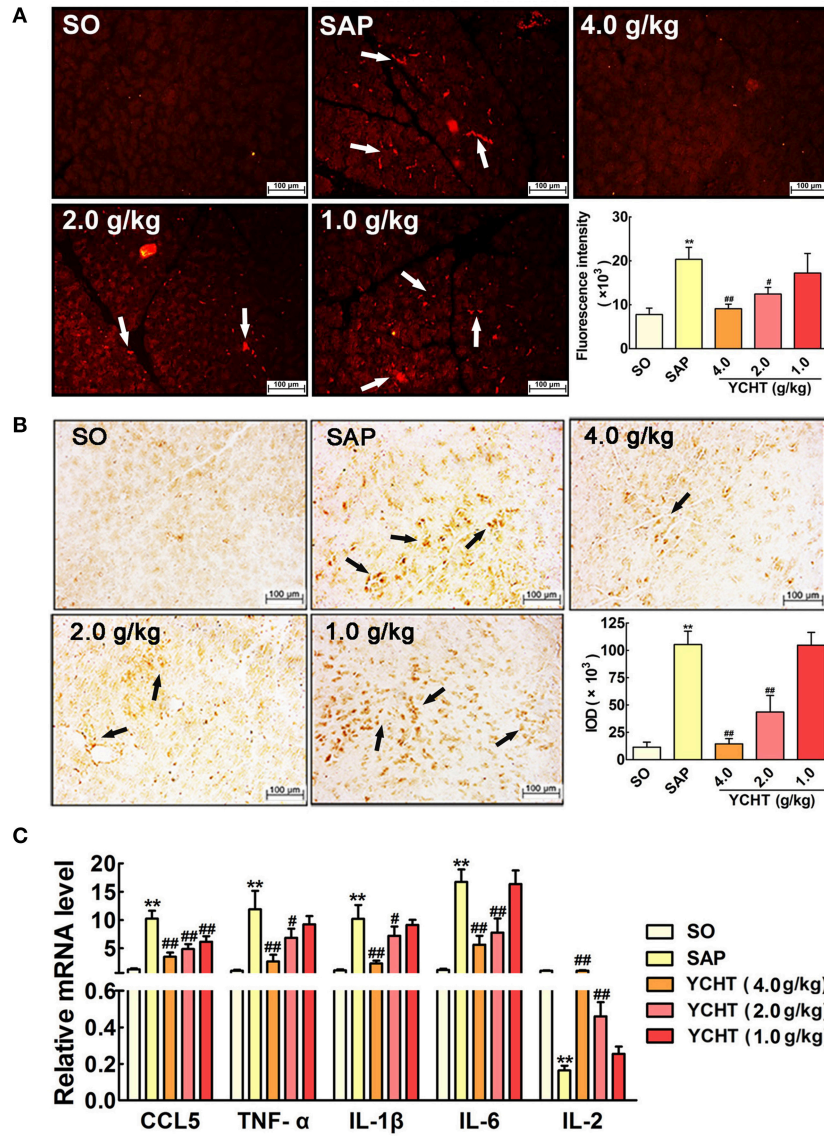 A
SO
100 µm
SAP
100 µm
4.0 g/kg
100 µm
2.0 g/kg
100 µm
1.0 g/kg
100 µm
Fluorescence intensity
(×10³)
30
20
10
0
**
##
#
SO
SAP
4.0
2.0
1.0
YCHT (g/kg)
B
SO
100 µm
SAP
100 µm
4.0 g/kg
100 µm
2.0 g/kg
100 µm
1.0 g/kg
100 µm
IOD (× 10³)
125
100
75
50
25
0
**
##
##
SO
SAP
4.0
2.0
1.0
YCHT (g/kg)
C
Relative mRNA level
20
15
10
5
0.6
0.4
0.2
0.0
** ## ## ##
** ## #
** ## #
** ## ##
** ## ##
CCL5 TNF- α IL-1β IL-6 IL-2
SO
SAP
YCHT ( 4.0 g/kg)
YCHT ( 2.0 g/kg)
YCHT ( 1.0 g/kg)